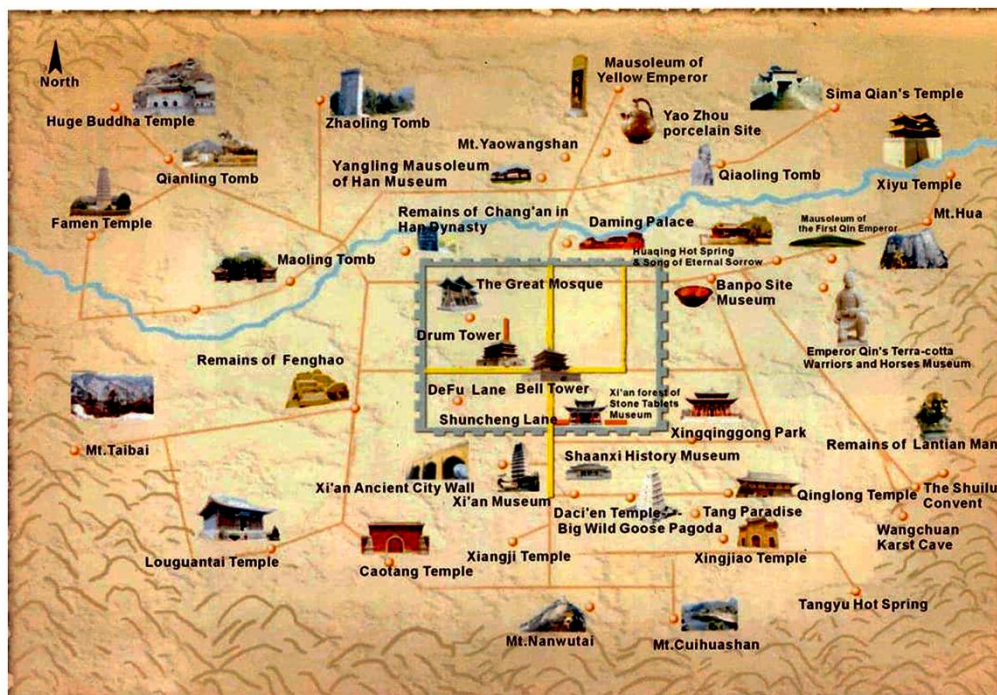 North
Mausoleum of
Yellow Emperor
Huge Buddha Temple
Zhaoling Tomb
Sima Qian's Temple
Yao Zhou
porcelain Site
Mt.Yaowangshan
Qianling Tomb
Yangling Mausoleum
of Han Museum
Qiaoling Tomb
Xiyu Temple
Famen Temple
Remains of Chang'an in
Han Dynasty
Daming Palace
Mausoleum of
the First Qin Emperor
Mt.Hua
Huaqing Hot Spring
& Song of Eternal Sorrow
Maoling Tomb
The Great Mosque
Banpo Site
Museum
Drum Tower
Emperor Qin's Terra-cotta
Warriors and Horses Museum
Remains of Fenghao
DeFu Lane
Bell Tower
Xi'an forest of
Stone Tablets
Museum
Shuncheng Lane
Xingqinggong Park
Remains of Lantian Man
Mt.Taibai
Shaanxi History Museum
Xi'an Ancient City Wall
Xi'an Museum
Qinglong Temple
The Shuilu
Convent
Daci'en Temple--
Big Wild Goose Pagoda
Tang Paradise
Wangchuan
Karst Cave
Louguantai Temple
Caotang Temple
Xiangji Temple
Xingjiao Temple
Tangyu Hot Spring
Mt.Nanwutai
Mt.Cuihuashan